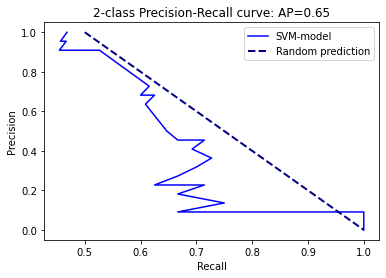 2-class Precision-Recall curve: AP=0.65
SVM-model
Random prediction
Precision
1.0
0.8
0.6
0.4
0.2
0.0
0.5 0.6 0.7 0.8 0.9 1.0
Recall